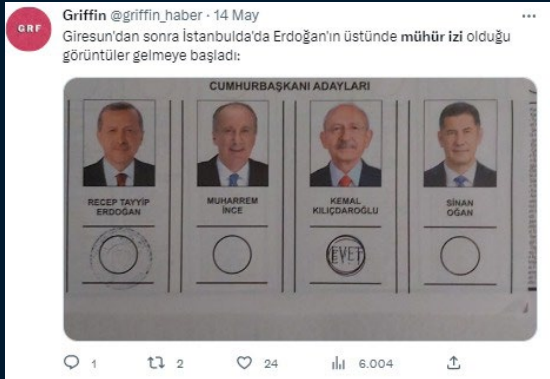 GRF
Griffin @griffin_haber · 14 May
Giresun'dan sonra İstanbulda'da Erdoğan'ın üstünde mühür izi olduğu
görüntüler gelmeye başladı:
CUMHURBAŞKANI ADAYLARI
RECEP TAYYİP
ERDOĞAN
MUHARREM
İNCE
KEMAL
KILIÇDAROĞLU
SİNAN
OĞAN
EVET
1
2
24
6.004